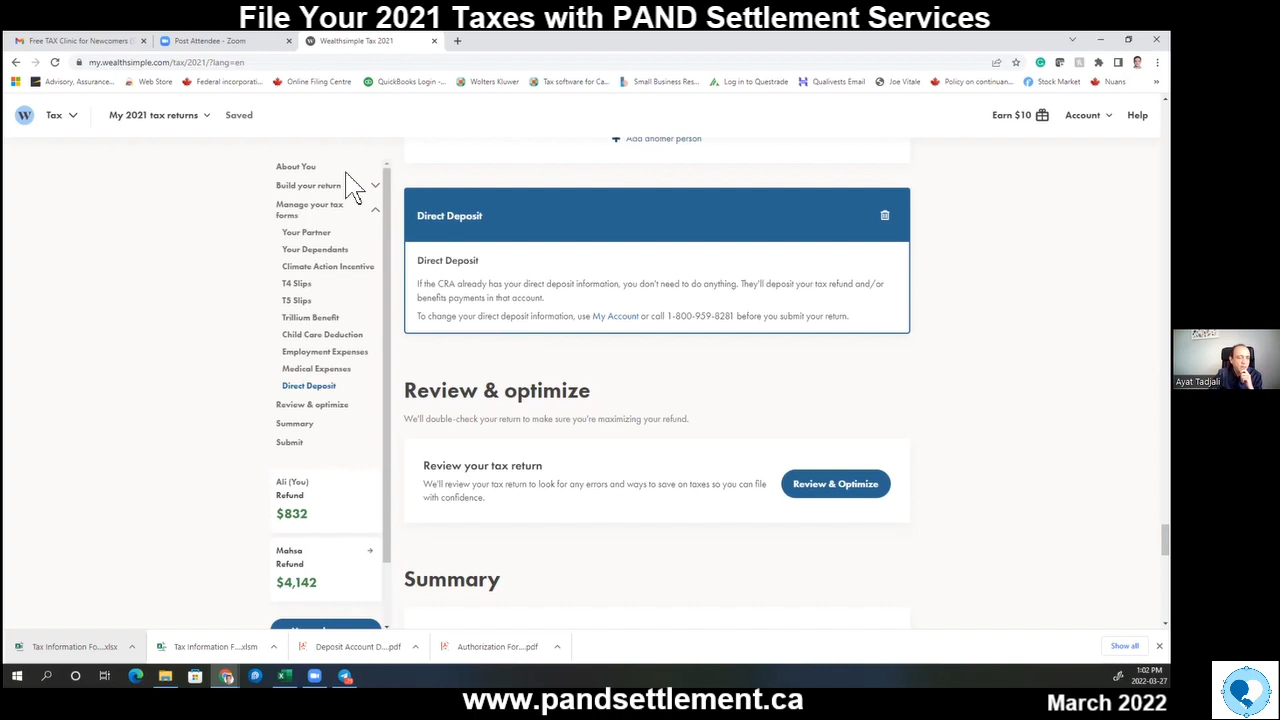 File Your 2021 Taxes with PAND Settlement Services
Free TAX Clinic for Newcomers (
Post Attendee - Zoom
Wealthsimple Tax 2021
my.wealthsimple.com/tax/2021/?lang=en
Advisory, Assurance...
Web Store
Federal incorporati...
Online Filing Centre
QuickBooks Login -...
Wolters Kluwer
Tax software for Ca...
Small Business Res...
Log in to Questrade
Qualivests Email
Joe Vitale
Policy on continuan...
Stock Market
Nuans
W
Tax
My 2021 tax returns
Saved
Earn $10
Account
Help
Add another person
About You
Build your return
Manage your tax
forms
Your Partner
Your Dependants
Climate Action Incentive
T4 Slips
T5 Slips
Trillium Benefit
Child Care Deduction
Employment Expenses
Medical Expenses
Direct Deposit
Review & optimize
Summary
Submit
Ali (You)
Refund
$832
Mahsa
Refund
$4,142
Direct Deposit
Direct Deposit
If the CRA already has your direct deposit information, you don't need to do anything. They'll deposit your tax refund and/or
benefits payments in that account.
To change your direct deposit information, use My Account or call 1-800-959-8281 before you submit your return.
Review & optimize
We'll double-check your return to make sure you're maximizing your refund.
Review your tax return
We'll review your tax return to look for any errors and ways to save on taxes so you can file
with confidence.
Review & Optimize
Summary
Ayat Tadjali
Tax Information Fo....xlsx
Tax Information F....xlsm
Deposit Account D....pdf
Authorization For....pdf
Show all
1:02 PM
2022-03-27
www.pandsettlement.ca
March 2022